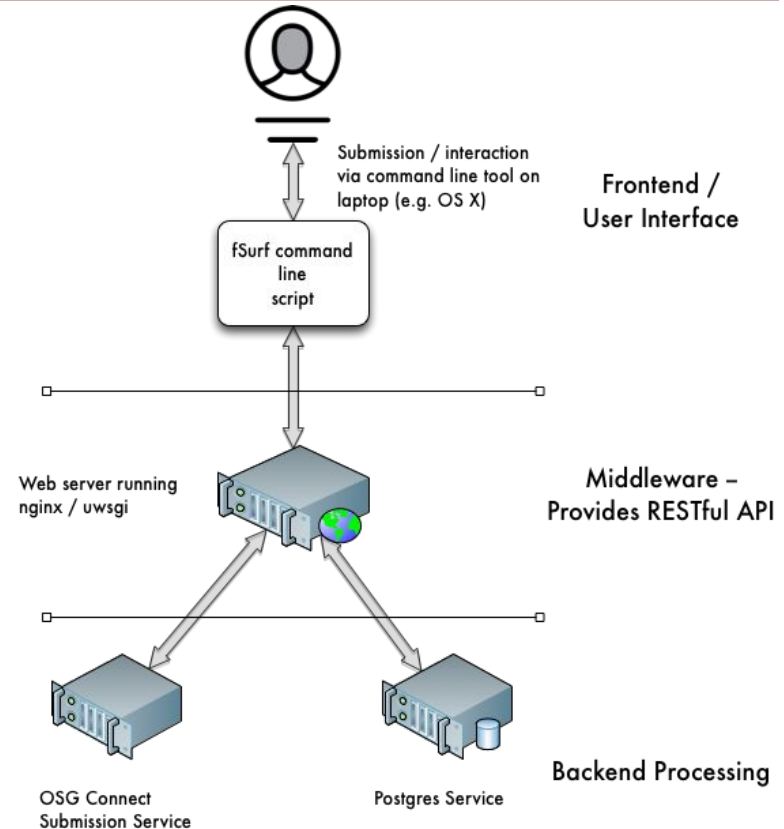 Submission / interaction
via command line tool on
laptop (e.g. OS X)
Frontend /
User Interface
fSurf command
line
script
Web server running
nginx / uwsgi
Middleware –
Provides RESTful API
OSG Connect
Submission Service
Postgres Service
Backend Processing